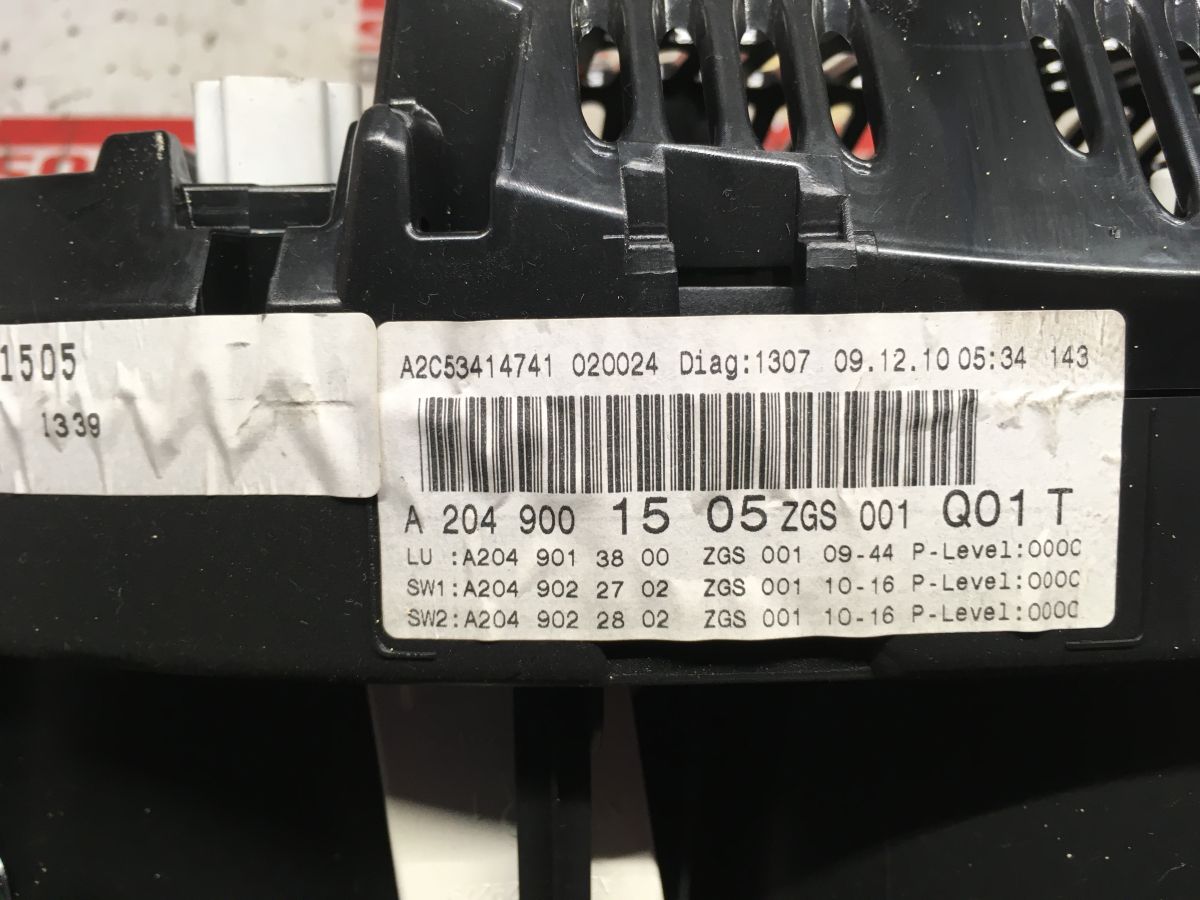 1505
1339
A2C53414741 020024 Diag:1307 09.12.10 05:34 143
A 204 900 15 05 ZGS 001 Q01 T
LU :A204 901 38 00 ZGS 001 09-44 P-Level:0000
SW1:A204 902 27 02 ZGS 001 10-16 P-Level:0000
SW2:A204 902 28 02 ZGS 001 10-16 P-Level:0000